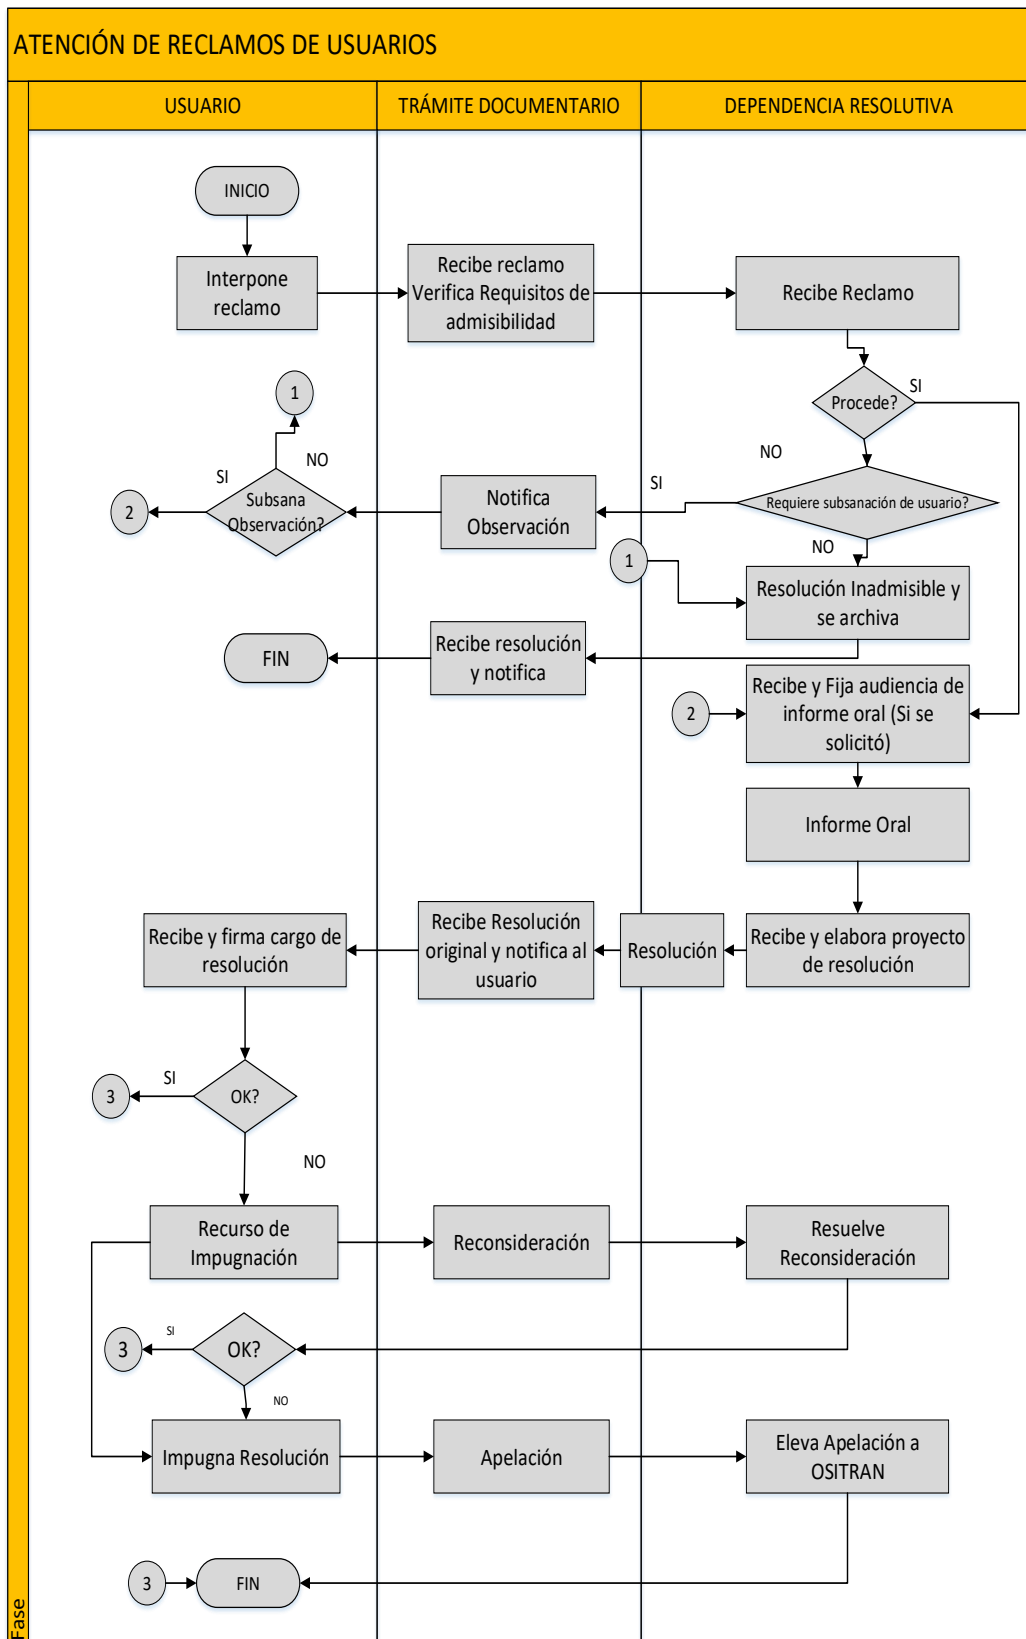 ATENCIÓN DE RECLAMOS DE USUARIOS
USUARIO
TRÁMITE DOCUMENTARIO
DEPENDENCIA RESOLUTIVA
INICIO
Interpone
reclamo
Recibe reclamo
Verifica Requisitos de
admisibilidad
Recibe Reclamo
Procede?
SI
NO
1
NO
SI
Subsana
Observación?
2
Notifica
Observación
SI
Requiere subsanación de usuario?
NO
1
Resolución Inadmisible y
se archiva
FIN
Recibe resolución
y notifica
2
Recibe y Fija audiencia de
informe oral (Si se
solicitó)
Informe Oral
Recibe y firma cargo de
resolución
Recibe Resolución
original y notifica al
usuario
Resolución
Recibe y elabora proyecto
de resolución
3
SI
OK?
NO
Recurso de
Impugnación
Reconsideración
Resuelve
Reconsideración
3
SI
OK?
NO
Impugna Resolución
Apelación
Eleva Apelación a
OSITRAN
3
FIN
Fase